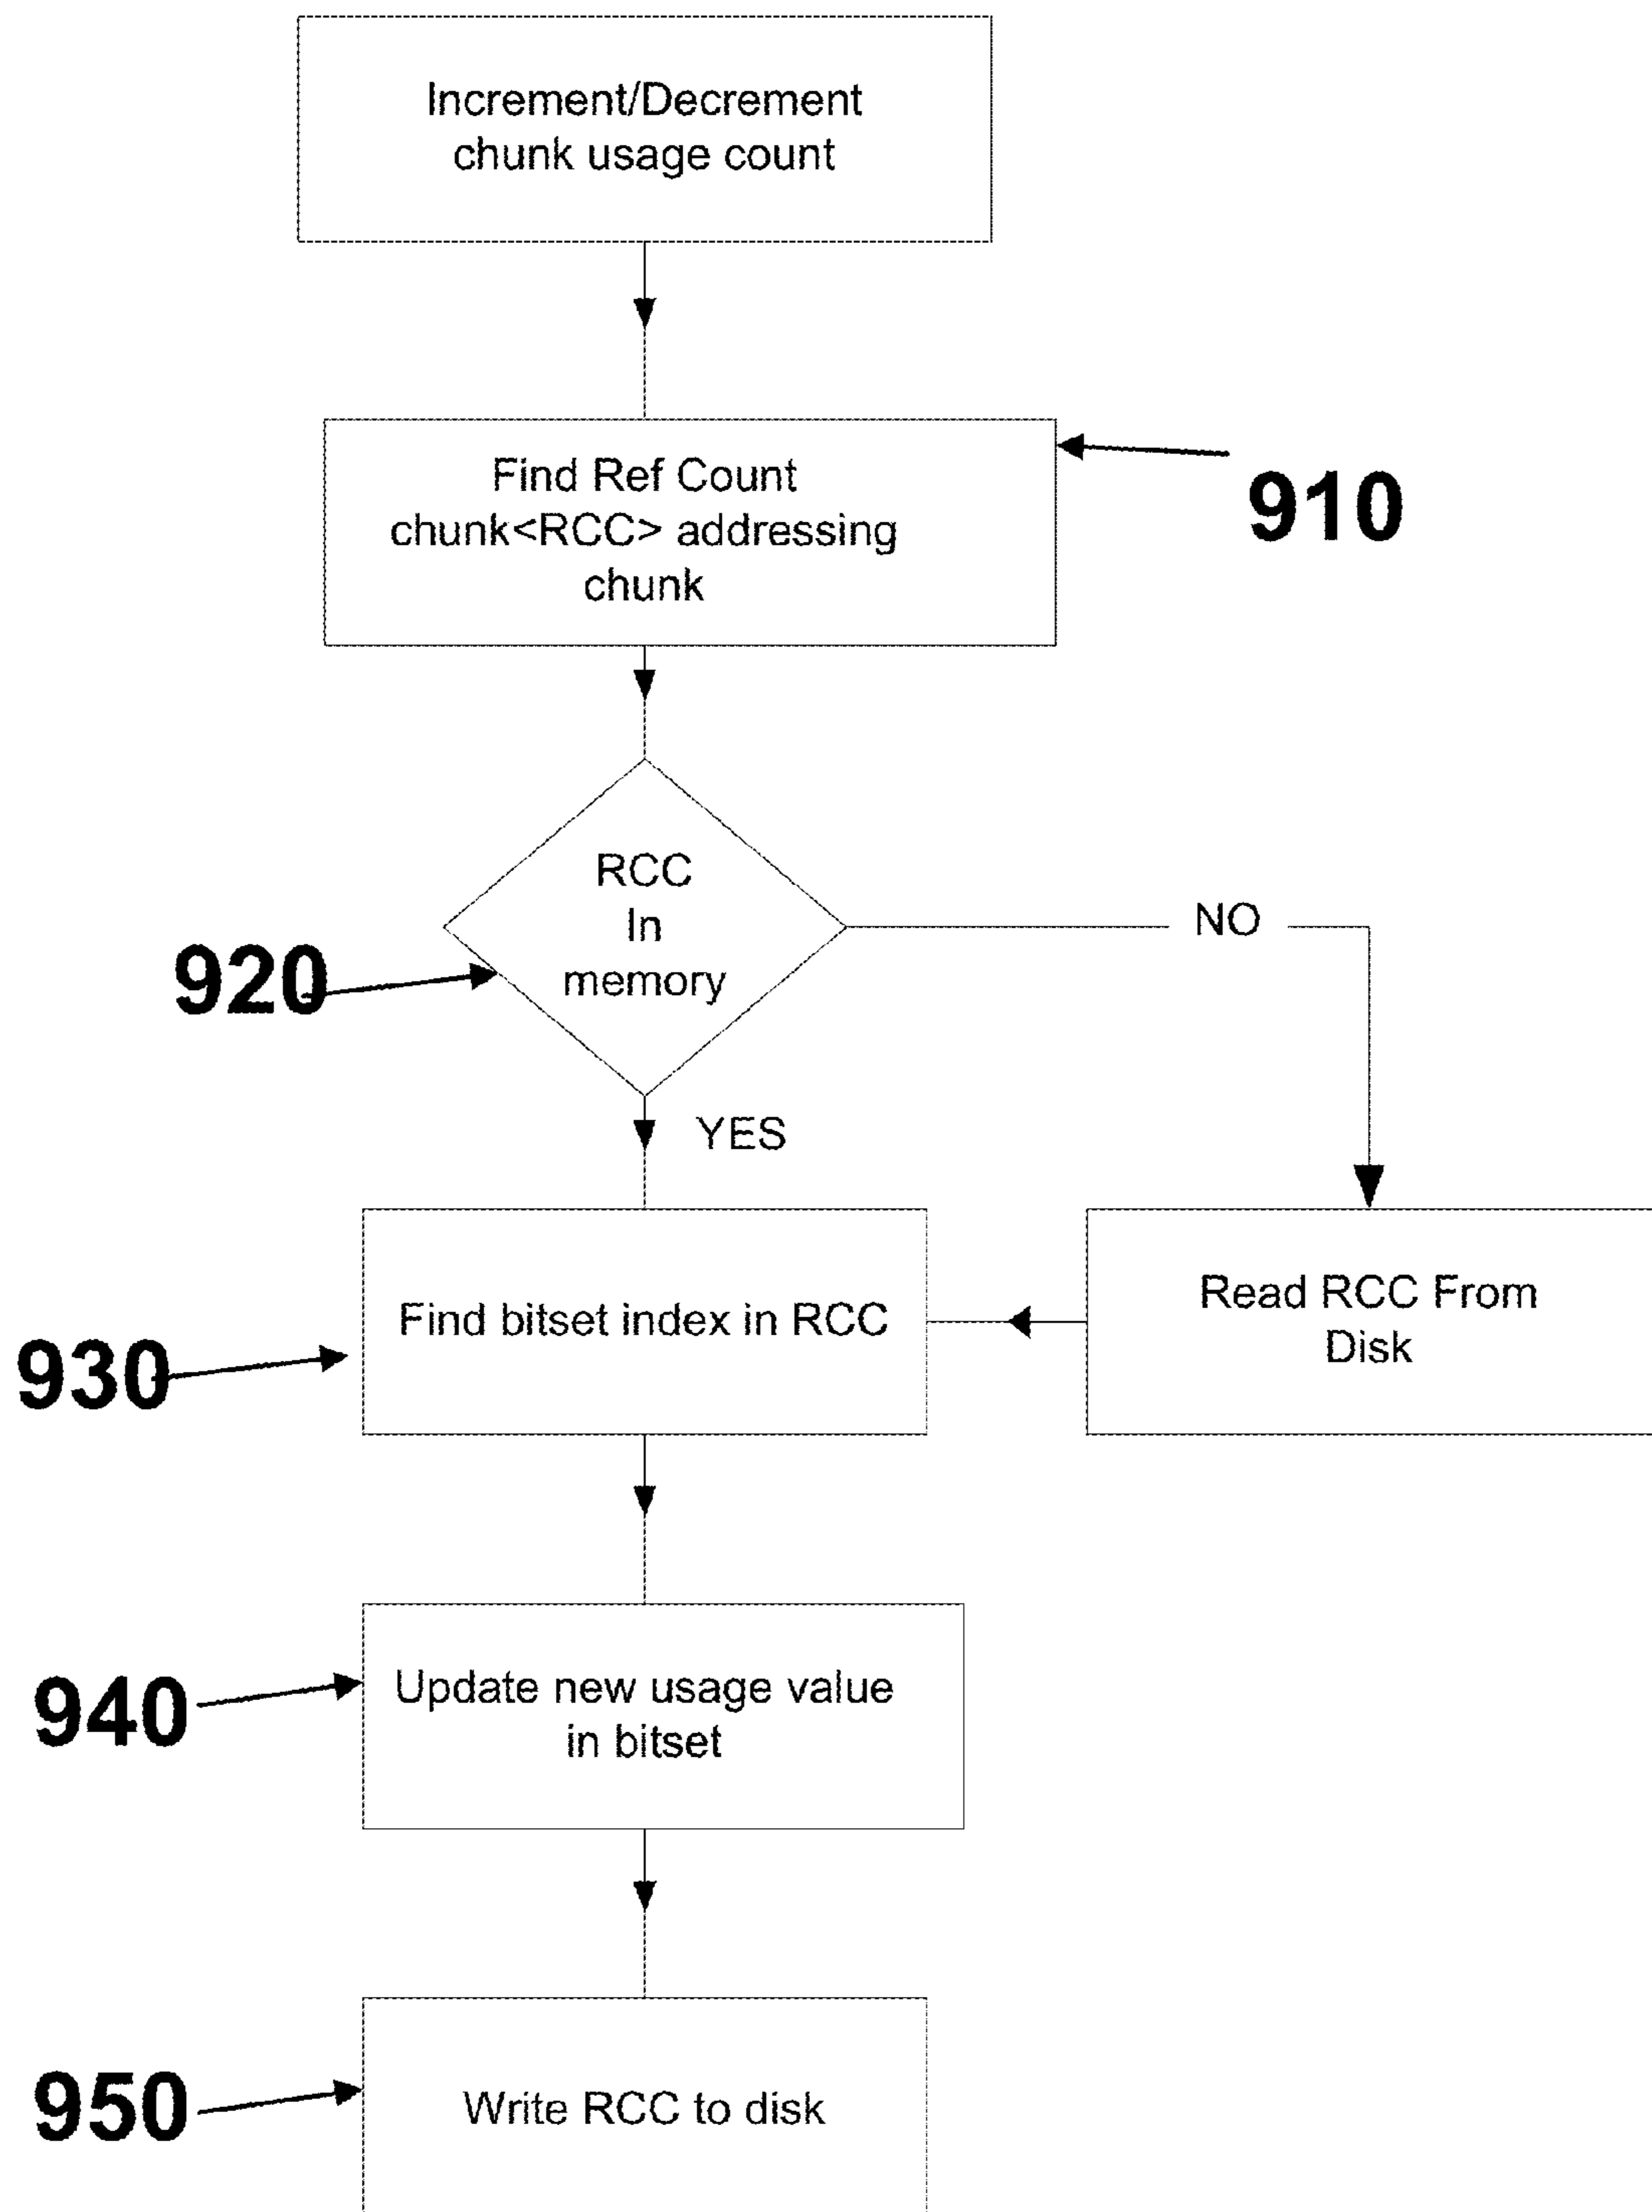 Increment/Decrement
chunk usage count
Find Ref Count
chunk<RCC> addressing
chunk
910
RCC
In
memory
920
NO
YES
Find bitset index in RCC
Read RCC From
Disk
930
Update new usage value
in bitset
940
Write RCC to disk
950